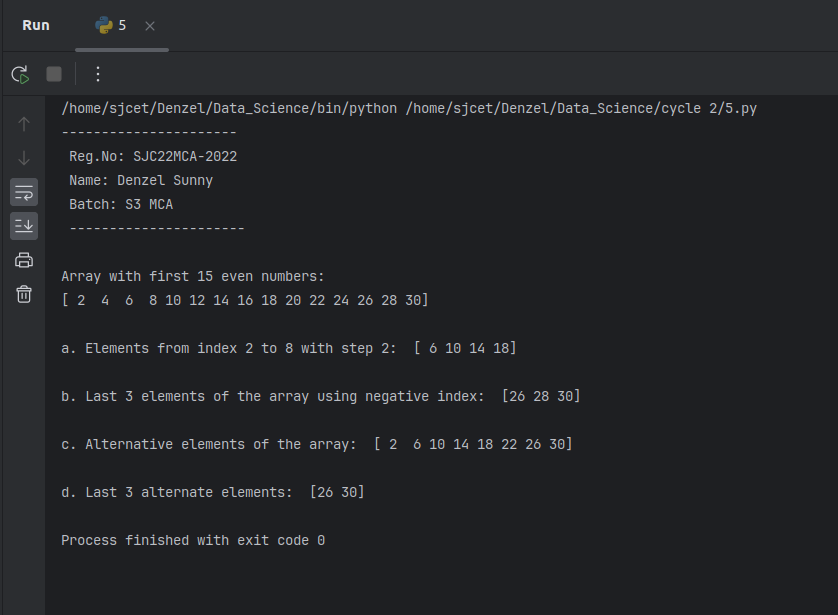 Run 5
/home/sjcet/Denzel/Data_Science/bin/python /home/sjcet/Denzel/Data_Science/cycle 2/5.py
----------------------
Reg.No: SJC22MCA-2022
Name: Denzel Sunny
Batch: S3 MCA
----------------------
Array with first 15 even numbers:
[ 2  4  6  8 10 12 14 16 18 20 22 24 26 28 30]
a. Elements from index 2 to 8 with step 2:  [ 6 10 14 18]
b. Last 3 elements of the array using negative index:  [26 28 30]
c. Alternative elements of the array:  [ 2  6 10 14 18 22 26 30]
d. Last 3 alternate elements:  [26 30]
Process finished with exit code 0